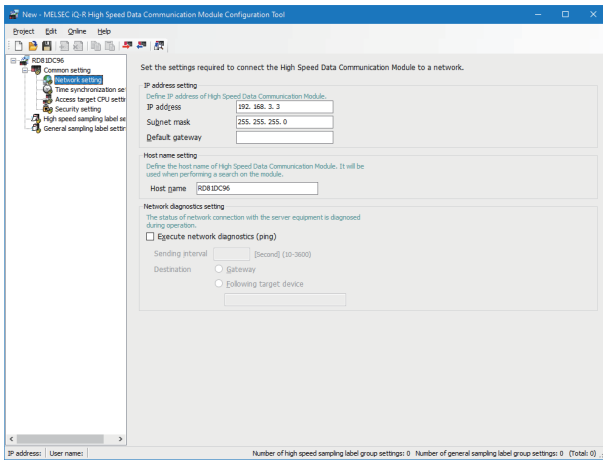 New - MELSEC iQ-R High Speed Data Communication Module Configuration Tool
Project Edit Online Help
RD81DC96
Common setting
Network setting
Time synchronization se
Access target CPU settin
Security setting
High speed sampling label se
General sampling label settin
Set the settings required to connect the High Speed Data Communication Module to a network.
IP address setting
Define IP address of High Speed Data Communication Module.
IP address 192. 168. 3. 3
Subnet mask 255. 255. 255. 0
Default gateway
Host name setting
Define the host name of High Speed Data Communication Module. It will be
used when performing a search on the module.
Host name RD81DC96
Network diagnostics setting
The status of network connection with the server equipment is diagnosed
during operation.
Execute network diagnostics (ping)
Sending interval [Second] (10-3600)
Destination Gateway
Following target device
IP address: User name: Number of high speed sampling label group settings: 0 Number of general sampling label group settings: 0 (Total: 0)